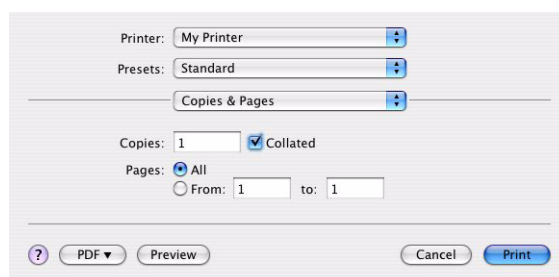 Printer: My Printer
Presets: Standard
Copies & Pages
Copies: 1 Collated
Pages: All
From: 1 to: 1
? PDF ▼ Preview Cancel Print